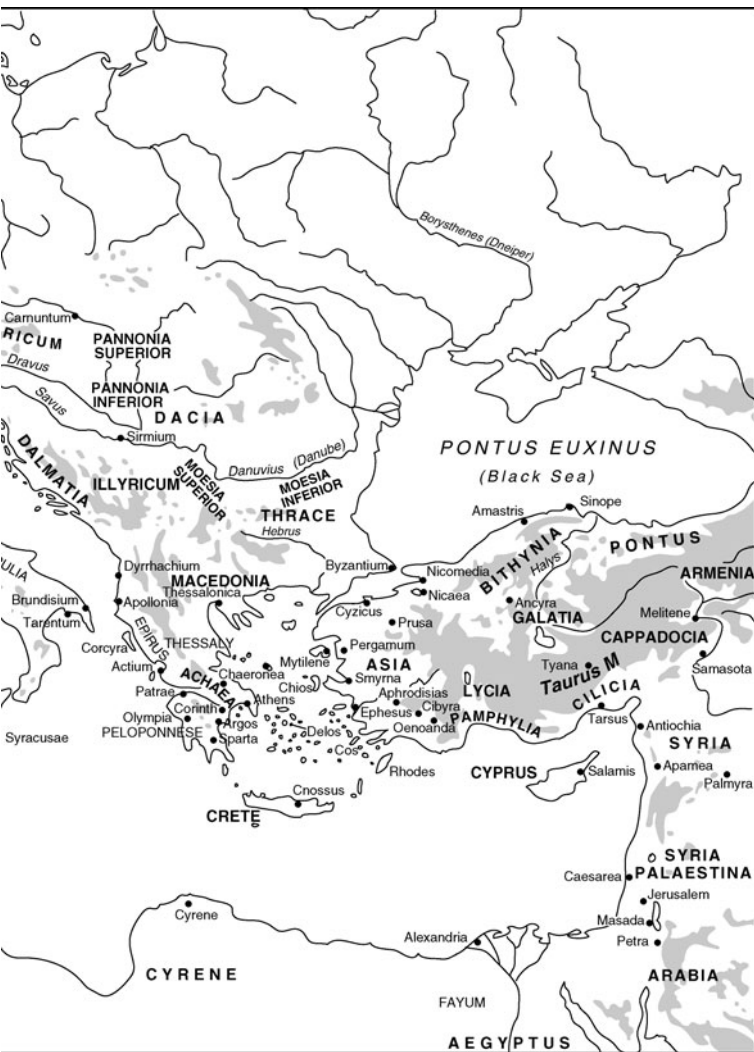 Borysthenes (Dneiper)
Carnuntum
RICUM
PANNONIA
SUPERIOR
Dravus
PANNONIA
INFERIOR
Savus
DACIA
Sirmium
PONTUS EUXINUS
(Black Sea)
DALMATIA
ILLYRICUM
MOESIA
SUPERIOR
Danuvius (Danube)
MOESIA
INFERIOR
THRACE
Hebrus
Amastris
Sinope
BITHYNIA
Halys
PONTUS
ULIA
Dyrrhachium
MACEDONIA
Byzantium
Nicomedia
ARMENIA
Brundisium
Apollonia
Thessalonica
Nicaea
Ancyra
Melitene
Tarentum
Cyzicus
Prusa
GALATIA
CAPPADOCIA
Corcyra
EPIRUS
THESSALY
Pergamum
Mytilene
ASIA
Tyana
Taurus M
Samosota
Actium
Chaeronea
ACHAEA
Chios
Smyrna
Aphrodisias
LYCIA
CILICIA
Patrae
Corinth
Athens
Ephesus
Cibyra
PAMPHYLIA
Tarsus
Olympia
Argos
Delos
Oenoanda
Antiochia
Syracusae
PELOPONNESE
Sparta
Cos
SYRIA
Rhodes
CYPRUS
Salamis
Apamea
Palmyra
Cnossus
CRETE
SYRIA
PALAESTINA
Caesarea
Jerusalem
Cyrene
Masada
Alexandria
Petra
CYRENE
ARABIA
FAYUM
AEGYPTUS